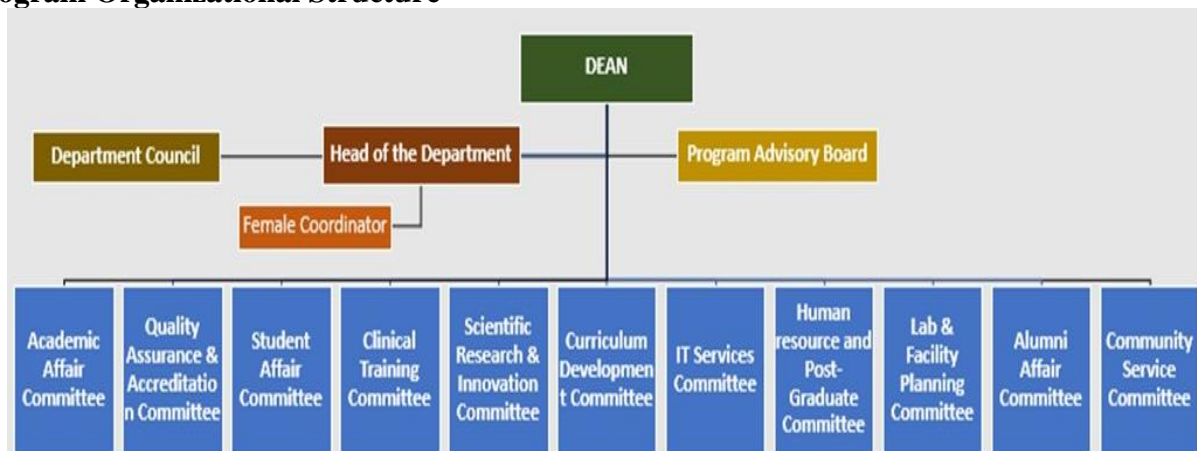 ogram Organizational Structure
DEAN
Department Council
Head of the Department
Program Advisory Board
Female Coordinator
Academic
Affair
Committee
Quality
Assurance &
Accreditatio
n Committee
Student
Affair
Committee
Clinical
Training
Committee
Scientific
Research &
Innovation
Committee
Curriculum
Developmen
t Committee
IT Services
Committee
Human
resource and
Post-
Graduate
Committee
Lab &
Facility
Planning
Committee
Alumni
Affair
Committee
Community
Service
Committee